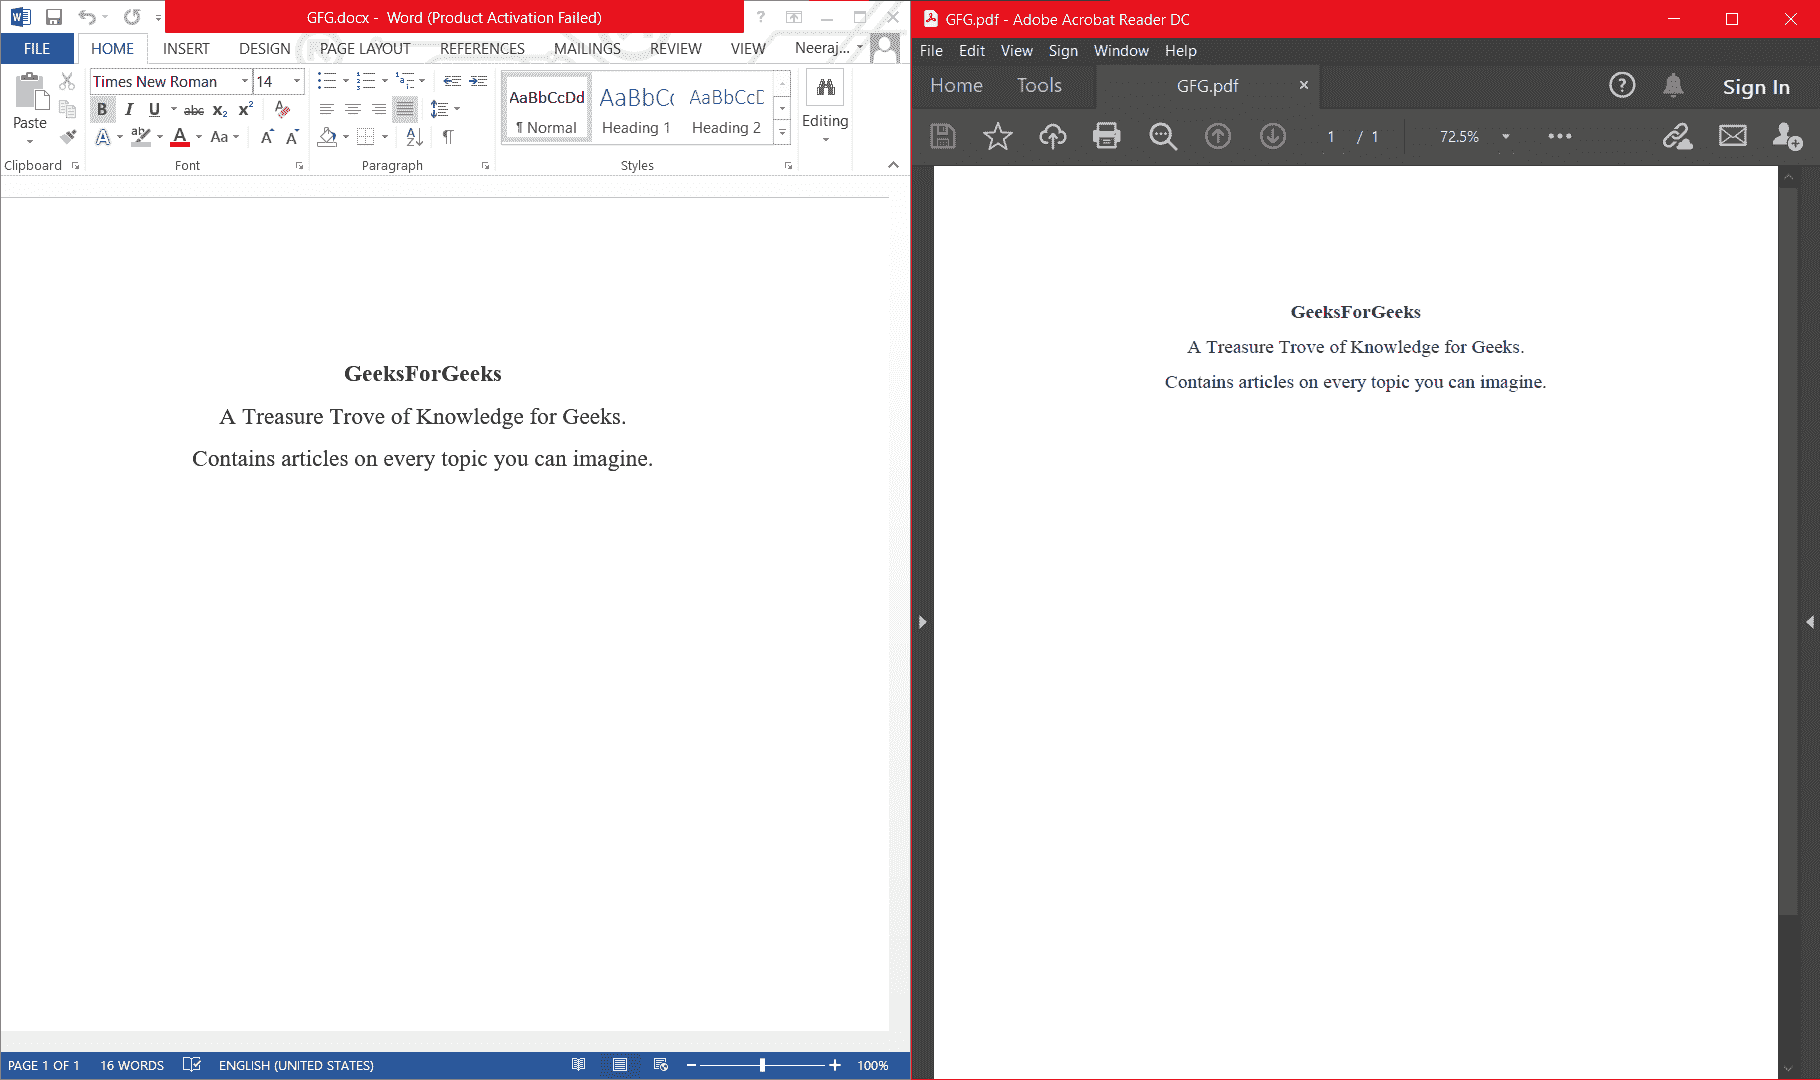 GFG.docx - Word (Product Activation Failed)
?
FILE HOME INSERT DESIGN PAGE LAYOUT REFERENCES MAILINGS REVIEW VIEW Neeraj...
Paste
Clipboard
Times New Roman 14
B I U abc X₂ X²
A ab A Aa A A
Font
Paragraph
AaBbCcDd AaBbC AaBbCcD
¶ Normal Heading 1 Heading 2
Styles
Editing
GeeksForGeeks
A Treasure Trove of Knowledge for Geeks.
Contains articles on every topic you can imagine.
PAGE 1 OF 1 16 WORDS ENGLISH (UNITED STATES) 100%
GFG.pdf - Adobe Acrobat Reader DC
File Edit View Sign Window Help
Home Tools GFG.pdf × ? Sign In
1 / 1 72.5%
GeeksForGeeks
A Treasure Trove of Knowledge for Geeks.
Contains articles on every topic you can imagine.